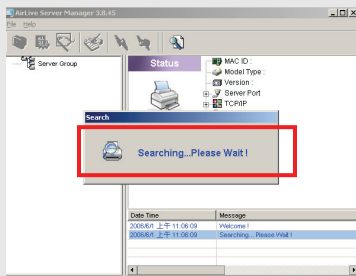 AirLive Server Manager 3.8.45
File Help
Server Group
Status
MAC ID :
Model Type :
Version :
Server Port
TCP/IP
Search
Searching...Please Wait !
Date Time Message
2006/6/1 上午 11:06:09 Welcome !
2006/6/1 上午 11:06:09 Searching... Please Wait !